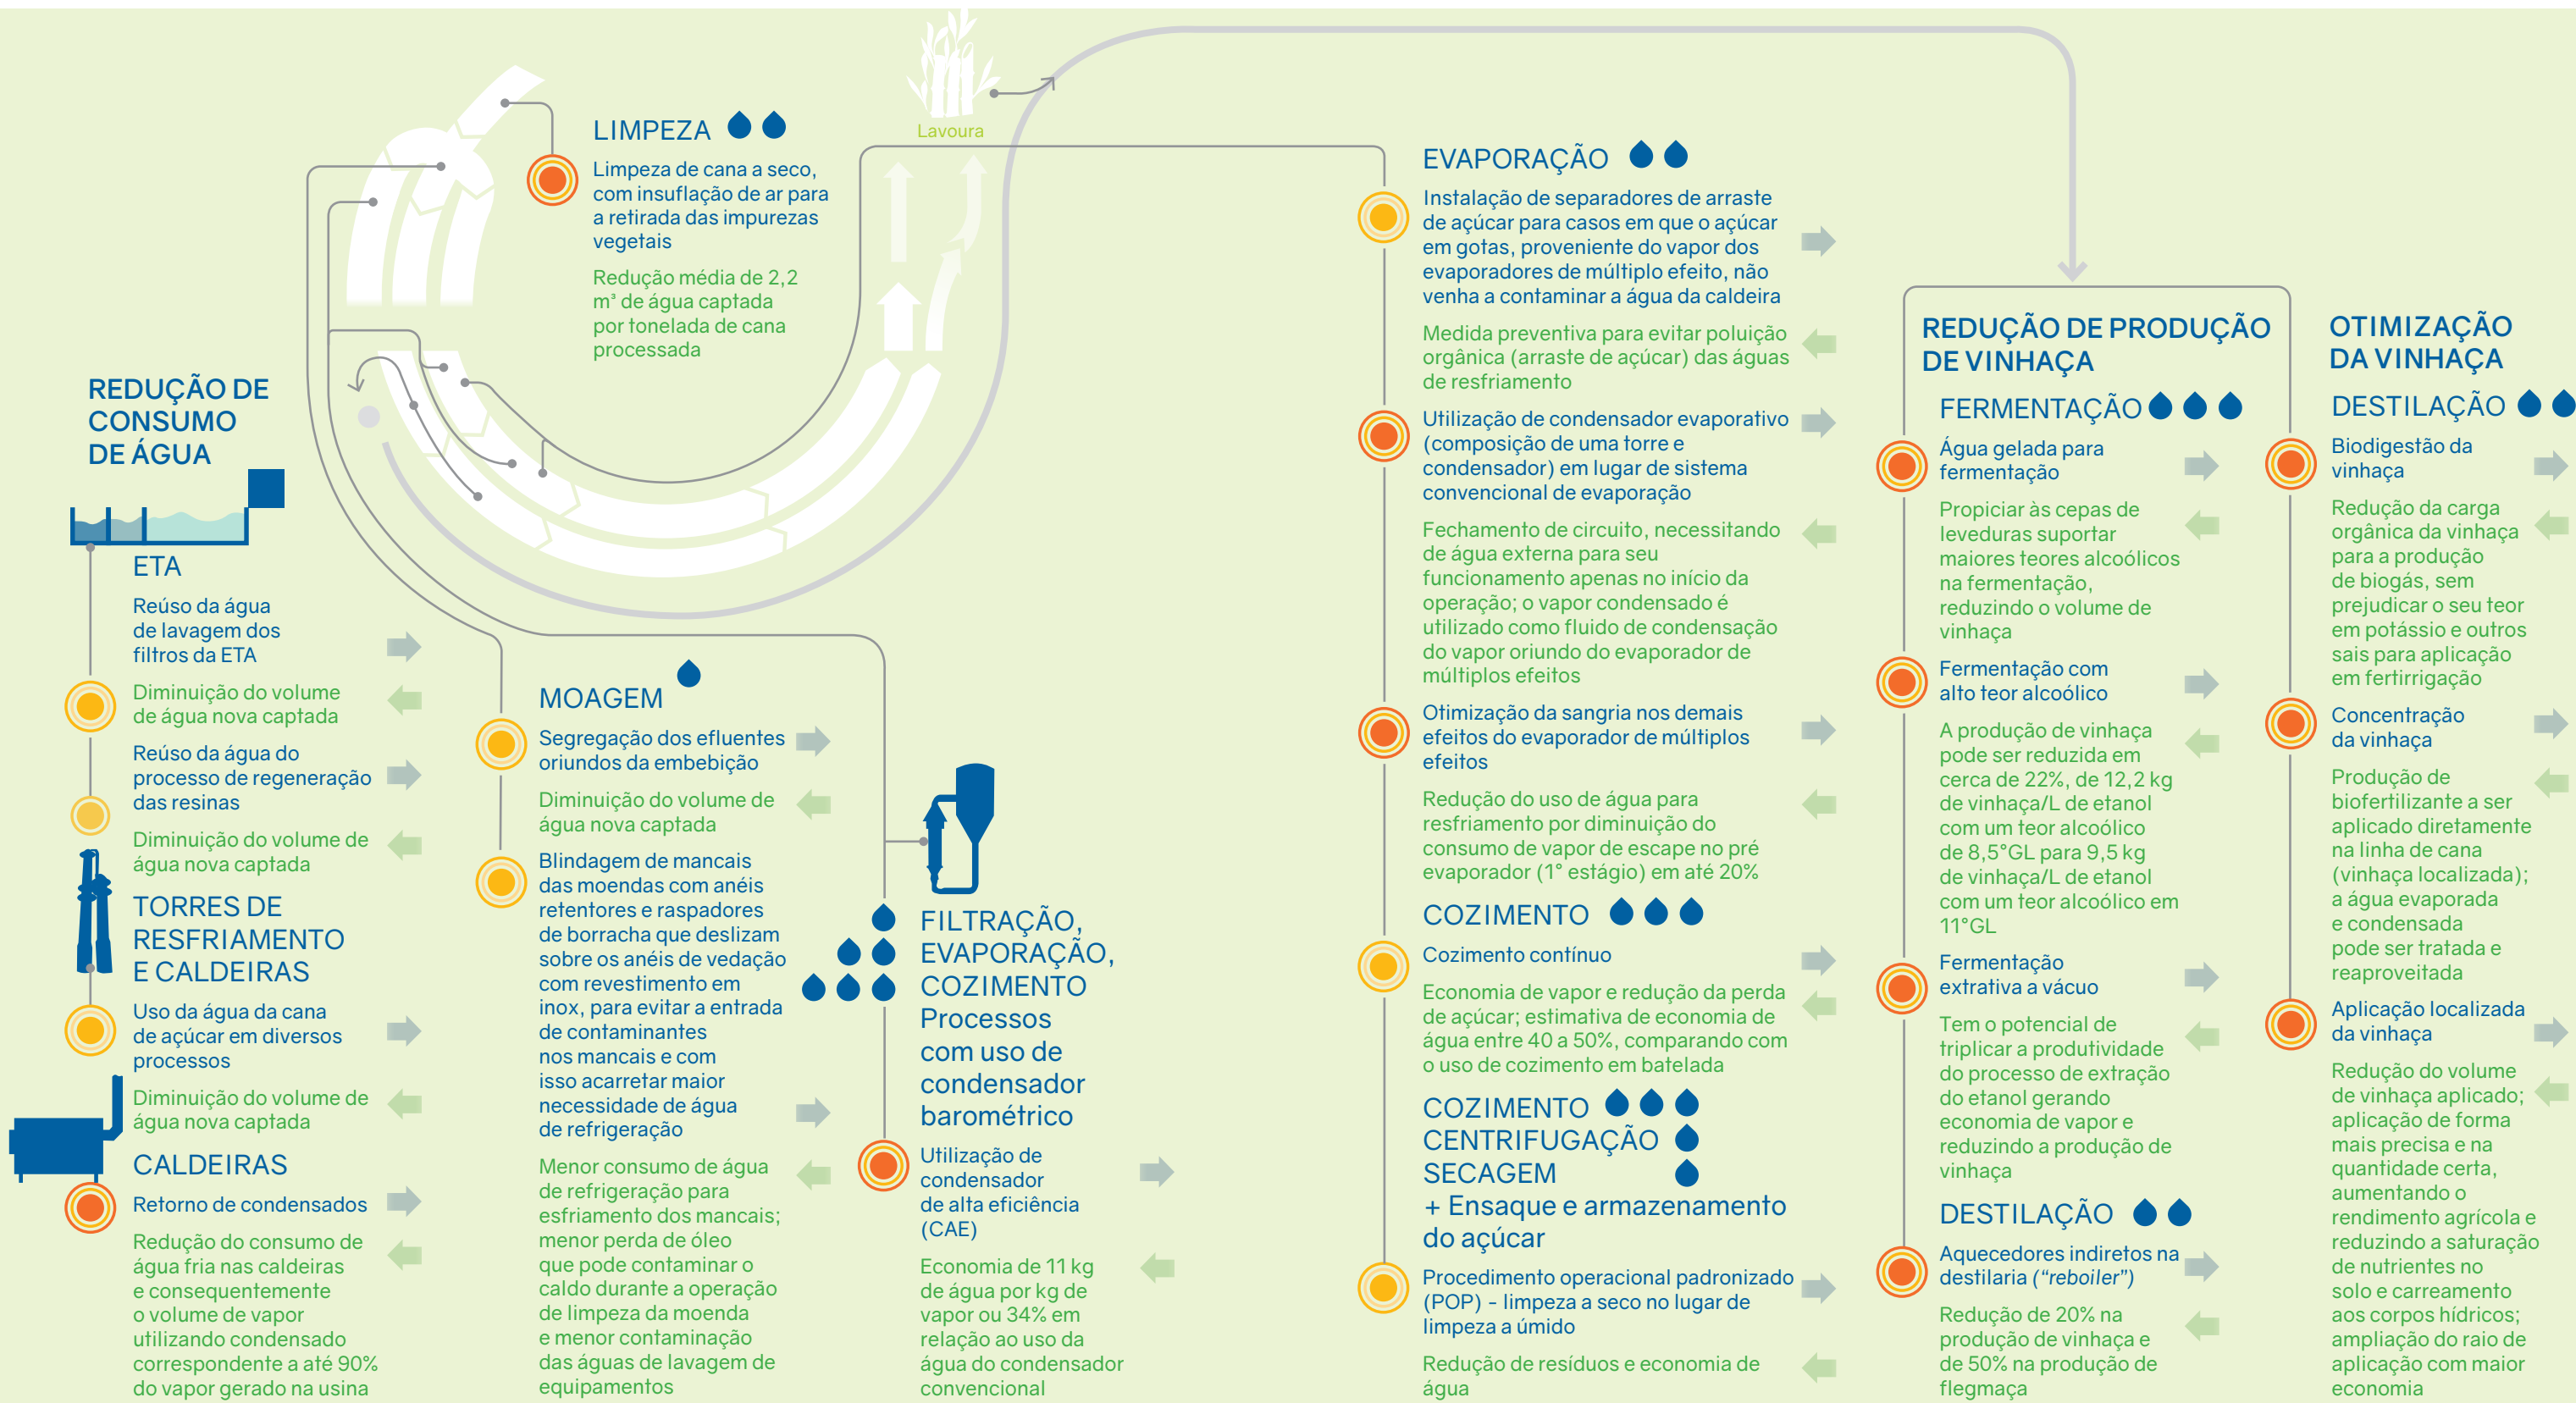 Lavoura
LIMPEZA
Limpeza de cana a seco,
com insuflação de ar para
a retirada das impurezas
vegetais
Redução média de 2,2
m³ de água captada
por tonelada de cana
processada
REDUÇÃO DE
CONSUMO
DE ÁGUA
ETA
Reúso da água
de lavagem dos
filtros da ETA
Diminuição do volume
de água nova captada
Reúso da água do
processo de regeneração
das resinas
Diminuição do volume de
água nova captada
TORRES DE
RESFRIAMENTO
E CALDEIRAS
Uso da água da cana
de açúcar em diversos
processos
Diminuição do volume de
água nova captada
CALDEIRAS
Retorno de condensados
Redução do consumo de
água fria nas caldeiras
e consequentemente
o volume de vapor
utilizando condensado
correspondente a até 90%
do vapor gerado na usina
MOAGEM
Segregação dos efluentes
oriundos da embebição
Diminuição do volume de
água nova captada
Blindagem de mancais
das moendas com anéis
retentores e raspadores
de borracha que deslizam
sobre os anéis de vedação
com revestimento em
inox, para evitar a entrada
de contaminantes
nos mancais e com
isso acarretar maior
necessidade de água
de refrigeração
Menor consumo de água
de refrigeração para
esfriamento dos mancais;
menor perda de óleo
que pode contaminar o
caldo durante a operação
de limpeza da moenda
e menor contaminação
das águas de lavagem de
equipamentos
FILTRAÇÃO,
EVAPORAÇÃO,
COZIMENTO
Processos
com uso de
condensador
barométrico
Utilização de
condensador
de alta eficiência
(CAE)
Economia de 11 kg
de água por kg de
vapor ou 34% em
relação ao uso da
água do condensador
convencional
EVAPORAÇÃO
Instalação de separadores de arraste
de açúcar para casos em que o açúcar
em gotas, proveniente do vapor dos
evaporadores de múltiplo efeito, não
venha a contaminar a água da caldeira
Medida preventiva para evitar poluição
orgânica (arraste de açúcar) das águas
de resfriamento
Utilização de condensador evaporativo
(composição de uma torre e
condensador) em lugar de sistema
convencional de evaporação
Fechamento de circuito, necessitando
de água externa para seu
funcionamento apenas no início da
operação; o vapor condensado é
utilizado como fluido de condensação
do vapor oriundo do evaporador de
múltiplos efeitos
Otimização da sangria nos demais
efeitos do evaporador de múltiplos
efeitos
Redução do uso de água para
resfriamento por diminuição do
consumo de vapor de escape no pré
evaporador (1° estágio) em até 20%
COZIMENTO
Cozimento contínuo
Economia de vapor e redução da perda
de açúcar; estimativa de economia de
água entre 40 a 50%, comparando com
o uso de cozimento em batelada
COZIMENTO
CENTRIFUGAÇÃO
SECAGEM
+ Ensaque e armazenamento
do açúcar
Procedimento operacional padronizado
(POP) - limpeza a seco no lugar de
limpeza a úmido
Redução de resíduos e economia de
água
REDUÇÃO DE PRODUÇÃO
DE VINHAÇA
FERMENTAÇÃO
Água gelada para
fermentação
Propiciar às cepas de
leveduras suportar
maiores teores alcoólicos
na fermentação,
reduzindo o volume de
vinhaça
Fermentação com
alto teor alcoólico
A produção de vinhaça
pode ser reduzida em
cerca de 22%, de 12,2 kg
de vinhaça/L de etanol
com um teor alcoólico
de 8,5°GL para 9,5 kg
de vinhaça/L de etanol
com um teor alcoólico em
11°GL
Fermentação
extrativa a vácuo
Tem o potencial de
triplicar a produtividade
do processo de extração
do etanol gerando
economia de vapor e
reduzindo a produção de
vinhaça
DESTILAÇÃO
Aquecedores indiretos na
destilaria (“reboiler”)
Redução de 20% na
produção de vinhaça e
de 50% na produção de
flegmaça
OTIMIZAÇÃO
DA VINHAÇA
DESTILAÇÃO
Biodigestão da
vinhaça
Redução da carga
orgânica da vinhaça
para a produção
de biogás, sem
prejudicar o seu teor
em potássio e outros
sais para aplicação
em fertirrigação
Concentração
da vinhaça
Produção de
biofertilizante a ser
aplicado diretamente
na linha de cana
(vinhaça localizada);
a água evaporada
e condensada
pode ser tratada e
reaproveitada
Aplicação localizada
da vinhaça
Redução do volume
de vinhaça aplicado;
aplicação de forma
mais precisa e na
quantidade certa,
aumentando o
rendimento agrícola e
reduzindo a saturação
de nutrientes no
solo e carreamento
aos corpos hídricos;
ampliação do raio de
aplicação com maior
economia